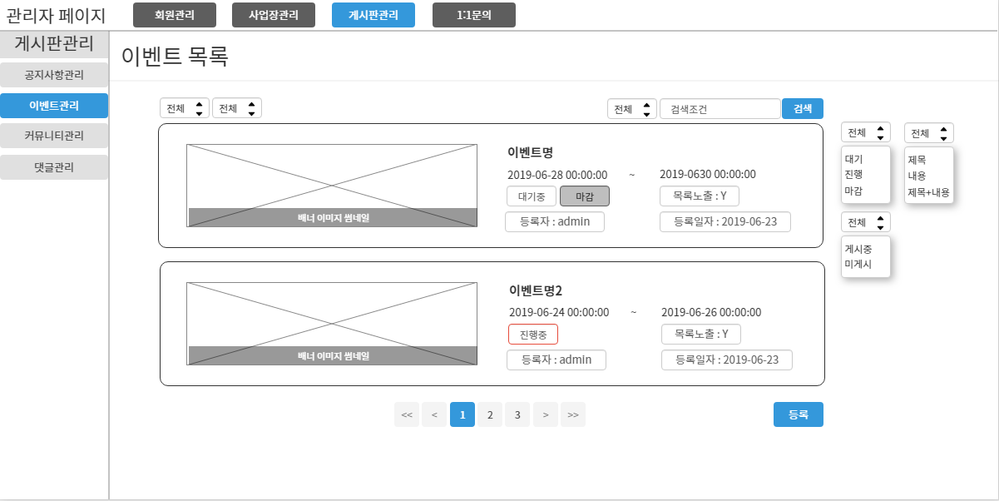 관리자 페이지
회원관리
사업장관리
게시판관리
1:1문의
게시판관리
공지사항관리
이벤트관리
커뮤니티관리
댓글관리
이벤트 목록
전체
전체
전체
검색조건
검색
이벤트명
2019-06-28 00:00:00 ~ 2019-0630 00:00:00
대기중
마감
목록노출 : Y
등록자 : admin
등록일자 : 2019-06-23
배너 이미지 썸네일
이벤트명2
2019-06-24 00:00:00 ~ 2019-06-26 00:00:00
진행중
목록노출 : Y
등록자 : admin
등록일자 : 2019-06-23
배너 이미지 썸네일
<< < 1 2 3 > >>
등록
전체
대기
진행
마감
전체
제목
내용
제목+내용
전체
게시중
미게시